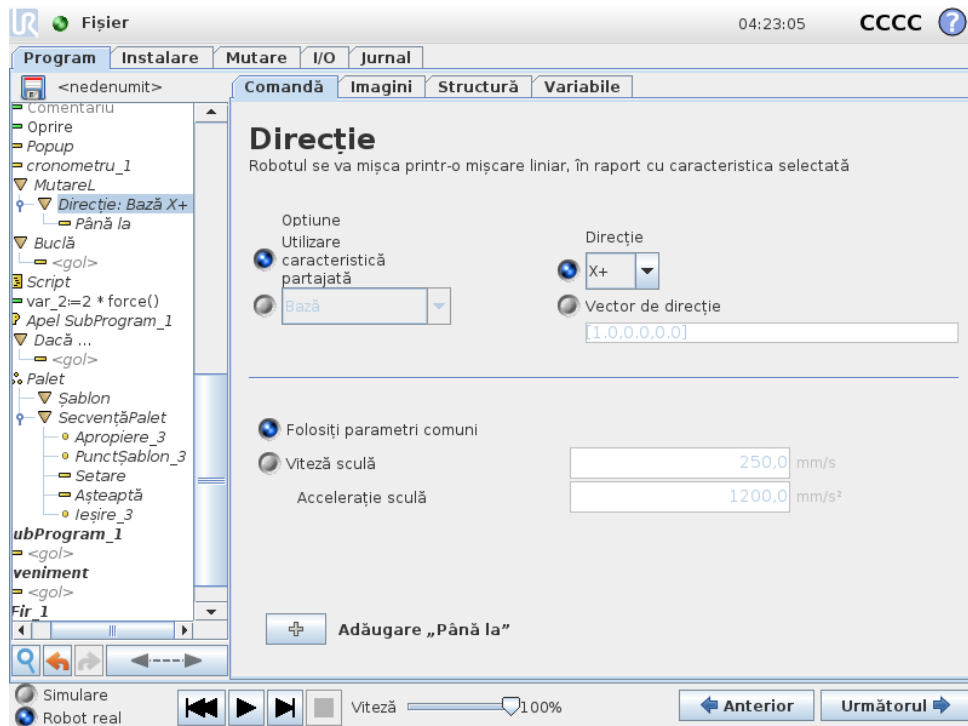 UR Fișier 04:23:05 CCCC ?
Program Instalare Mutare I/O Jurnal
<nedenumit>
Comandă Imagini Structură Variabile
Comentariu
Oprire
Popup
cronometru_1
MutareL
Direcție: Bază X+
Până la
Buclă
<gol>
Script
var_2:=2 * force()
Apel SubProgram_1
Dacă ...
<gol>
Palet
Șablon
SecvențăPalet
Apropiere_3
PunctȘablon_3
Setare
Așteaptă
Ieșire_3
ubProgram_1
<gol>
veniment
<gol>
Fir_1
Direcție
Robotul se va mișca printr-o mișcare liniar, în raport cu caracteristica selectată
Optiune
Utilizare
caracteristică
partajată
Bază
Direcție
X+
Vector de direcție
[1.0,0.0,0.0]
Folosiți parametri comuni
Viteză sculă 250,0 mm/s
Accelerație sculă 1200,0 mm/s²
Adăugare „Până la”
Simulare
Robot real
Viteză 100%
Anterior Următorul